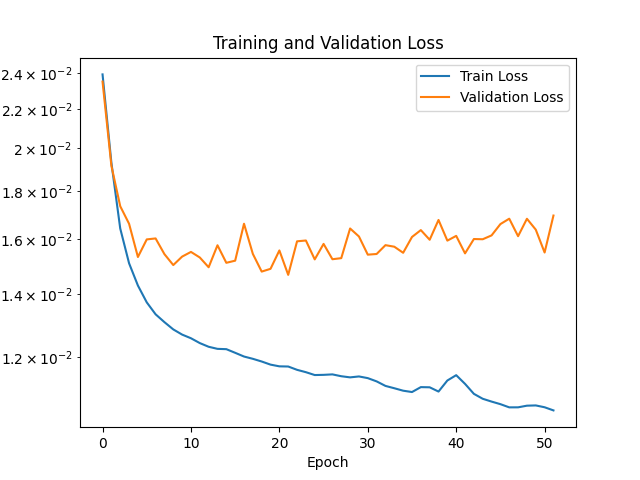 Training and Validation Loss
Train Loss
Validation Loss
2.4 × 10⁻²
2.2 × 10⁻²
2 × 10⁻²
1.8 × 10⁻²
1.6 × 10⁻²
1.4 × 10⁻²
1.2 × 10⁻²
0 10 20 30 40 50
Epoch